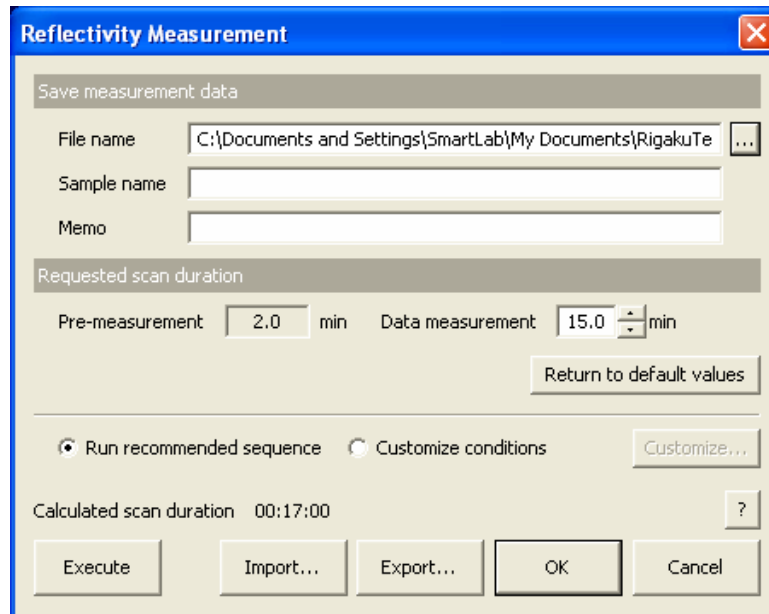 Reflectivity Measurement
Save measurement data
File name C:\Documents and Settings\SmartLab\My Documents\RigakuTe ...
Sample name
Memo
Requested scan duration
Pre-measurement 2.0 min Data measurement 15.0 min
Return to default values
Run recommended sequence Customize conditions Customize...
Calculated scan duration 00:17:00 ?
Execute Import... Export... OK Cancel